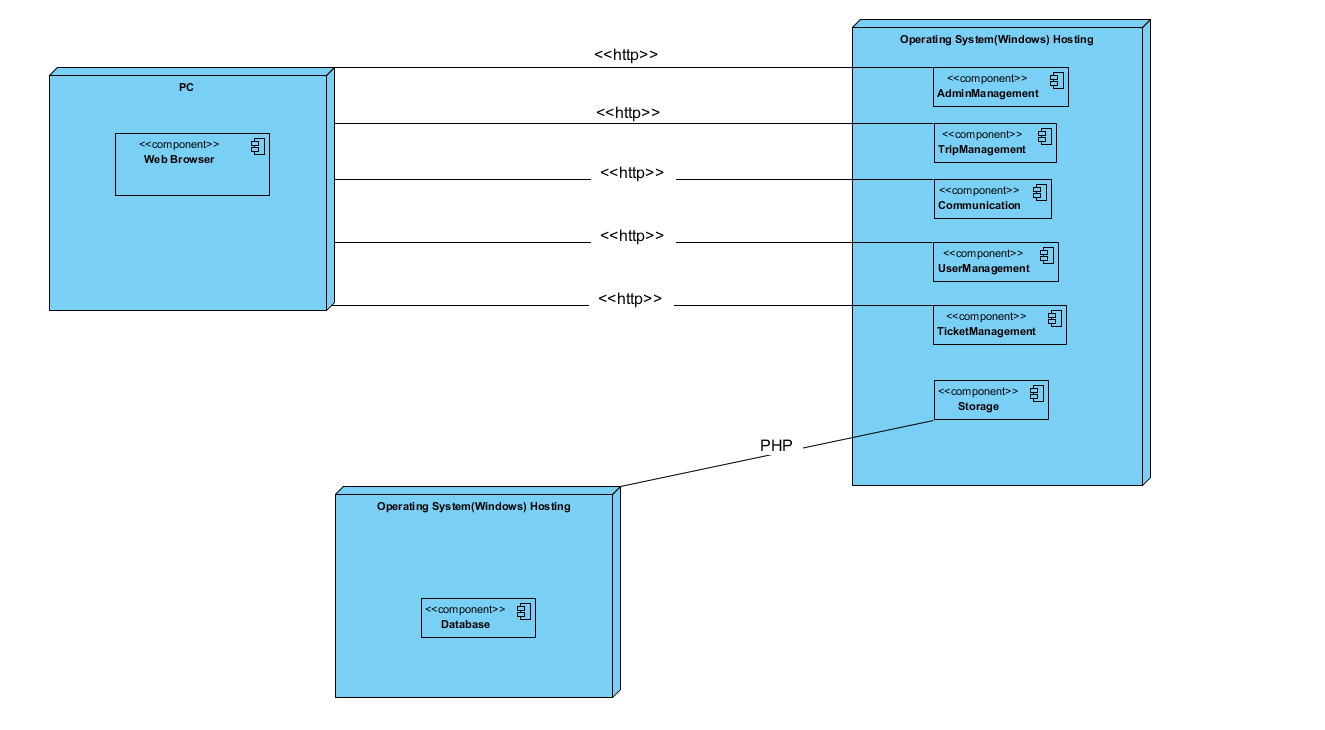 Operating System(Windows) Hosting
<<http>>
<<component>>
AdminManagement
PC
<<http>>
<<component>>
TripManagement
<<component>>
Web Browser
<<http>>
<<component>>
Communication
<<http>>
<<component>>
UserManagement
<<http>>
<<component>>
TicketManagement
<<component>>
Storage
PHP
Operating System(Windows) Hosting
<<component>>
Database